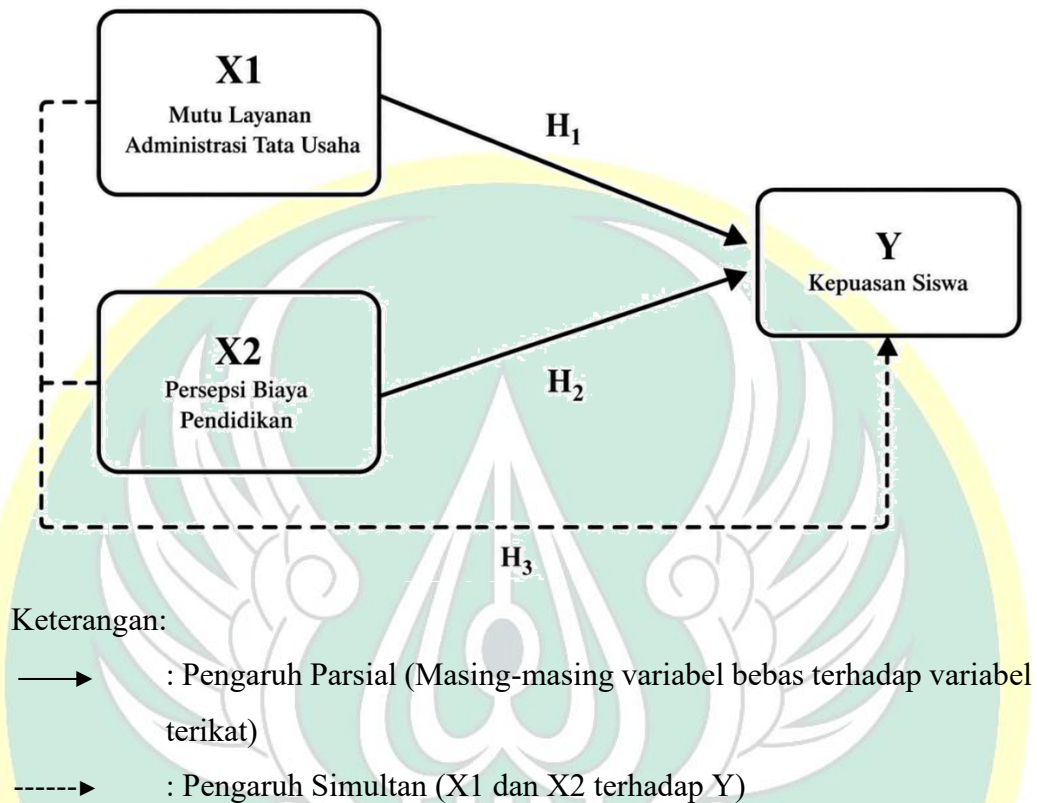 X1
Mutu Layanan
Administrasi Tata Usaha
H₁
Y
Kepuasan Siswa
X2
Persepsi Biaya
Pendidikan
H₂
H₃
Keterangan:
: Pengaruh Parsial (Masing-masing variabel bebas terhadap variabel
terikat)
: Pengaruh Simultan (X1 dan X2 terhadap Y)